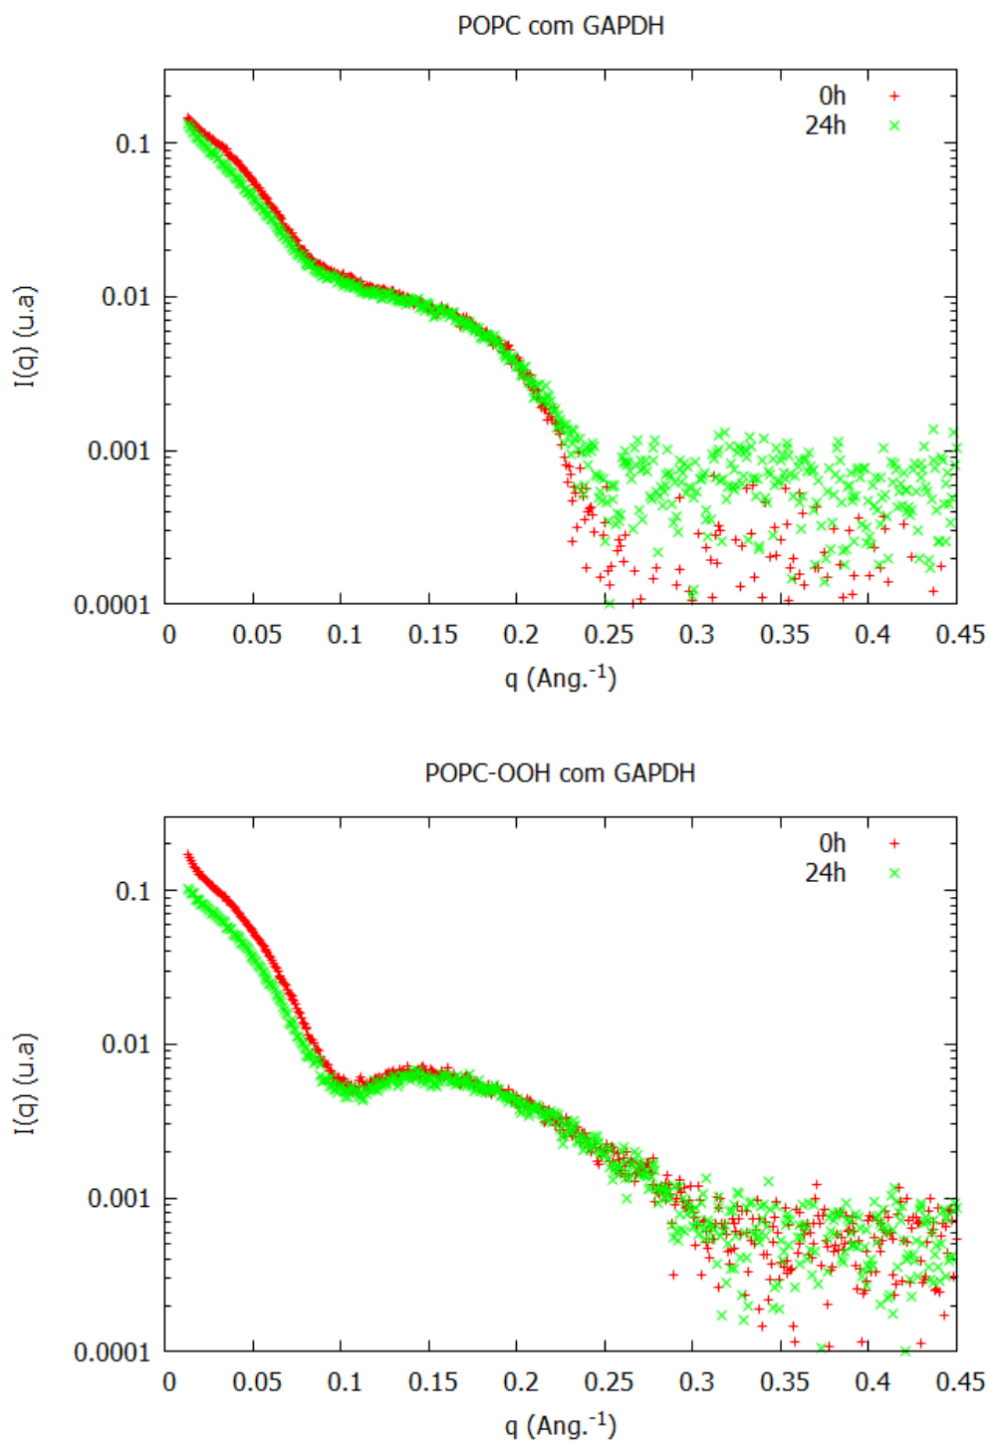 POPC com GAPDH
0h
24h
0.1
0.01
0.001
0.0001
I(q) (u.a)
0 0.05 0.1 0.15 0.2 0.25 0.3 0.35 0.4 0.45
q (Ang.⁻¹)
POPC-OOH com GAPDH
0h
24h
0.1
0.01
0.001
0.0001
I(q) (u.a)
0 0.05 0.1 0.15 0.2 0.25 0.3 0.35 0.4 0.45
q (Ang.⁻¹)